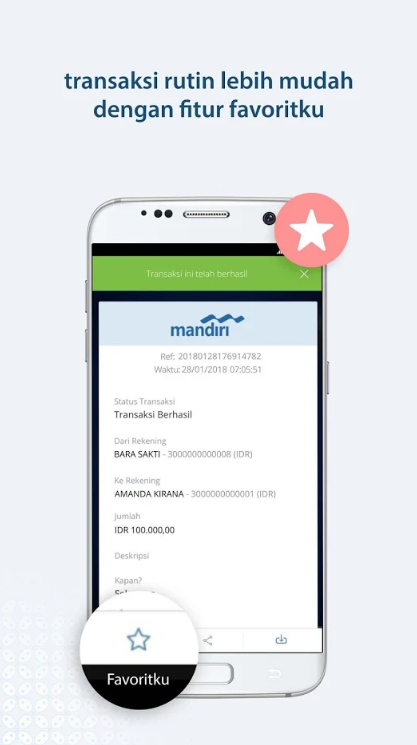 transaksi rutin lebih mudah
dengan fitur favoritku
Transaksi ini telah berhasil
mandiri
Ref: 20180128176914782
Waktu: 28/01/2018 07:05:51
Status Transaksi
Transaksi Berhasil
Dari Rekening
BARA SAKTI - 3000000000008 (IDR)
Ke Rekening
AMANDA KIRANA - 3000000000001 (IDR)
Jumlah
IDR 100.000,00
Deskripsi
Kapan?
Favoritku